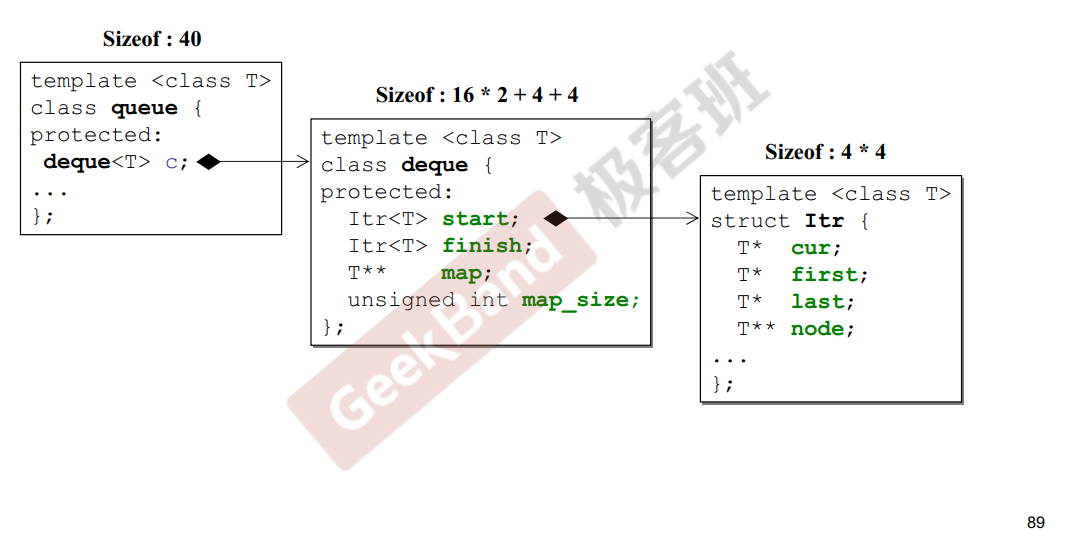 Sizeof : 40
template <class T>
class queue {
protected:
deque<T> c;
...
};
Sizeof : 16 * 2 + 4 + 4
template <class T>
class deque {
protected:
Itr<T> start;
Itr<T> finish;
T** map;
unsigned int map_size;
};
Sizeof : 4 * 4
template <class T>
struct Itr {
T* cur;
T* first;
T* last;
T** node;
...
};
GeekBand 极客班
89